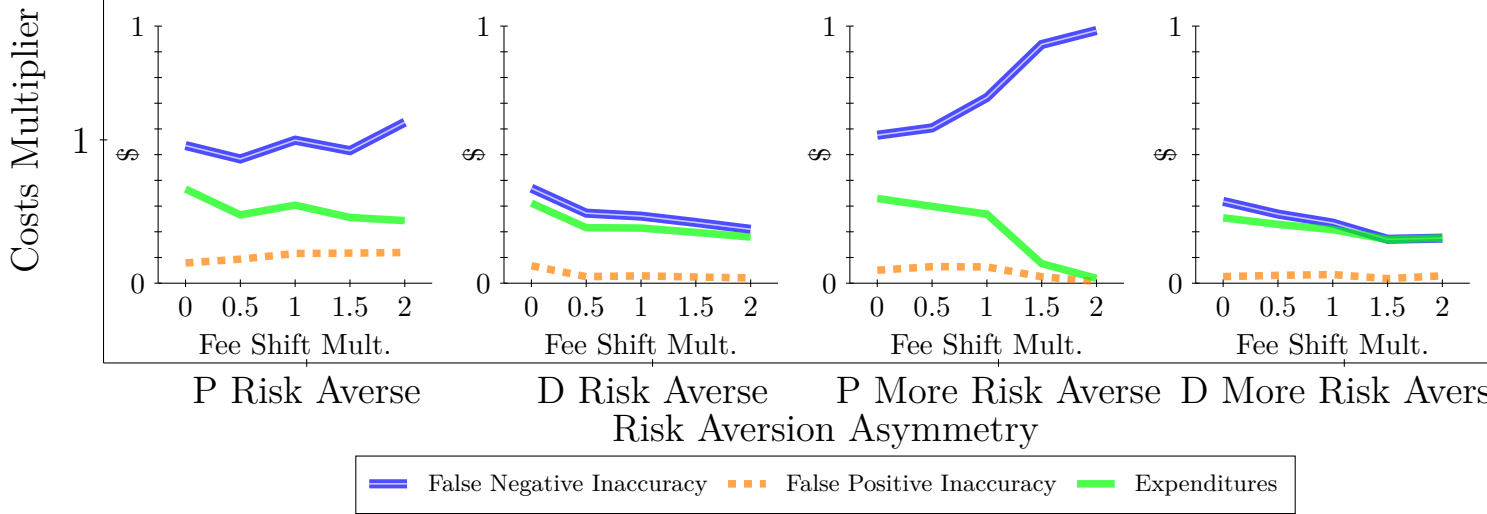 Costs Multiplier
1
1
0
$
0 0.5 1 1.5 2
Fee Shift Mult.
1
0
$
0 0.5 1 1.5 2
Fee Shift Mult.
1
0
$
0 0.5 1 1.5 2
Fee Shift Mult.
1
0
$
0 0.5 1 1.5 2
Fee Shift Mult.
P Risk Averse
D Risk Averse
P More Risk Averse
D More Risk Avers
Risk Aversion Asymmetry
False Negative Inaccuracy
False Positive Inaccuracy
Expenditures